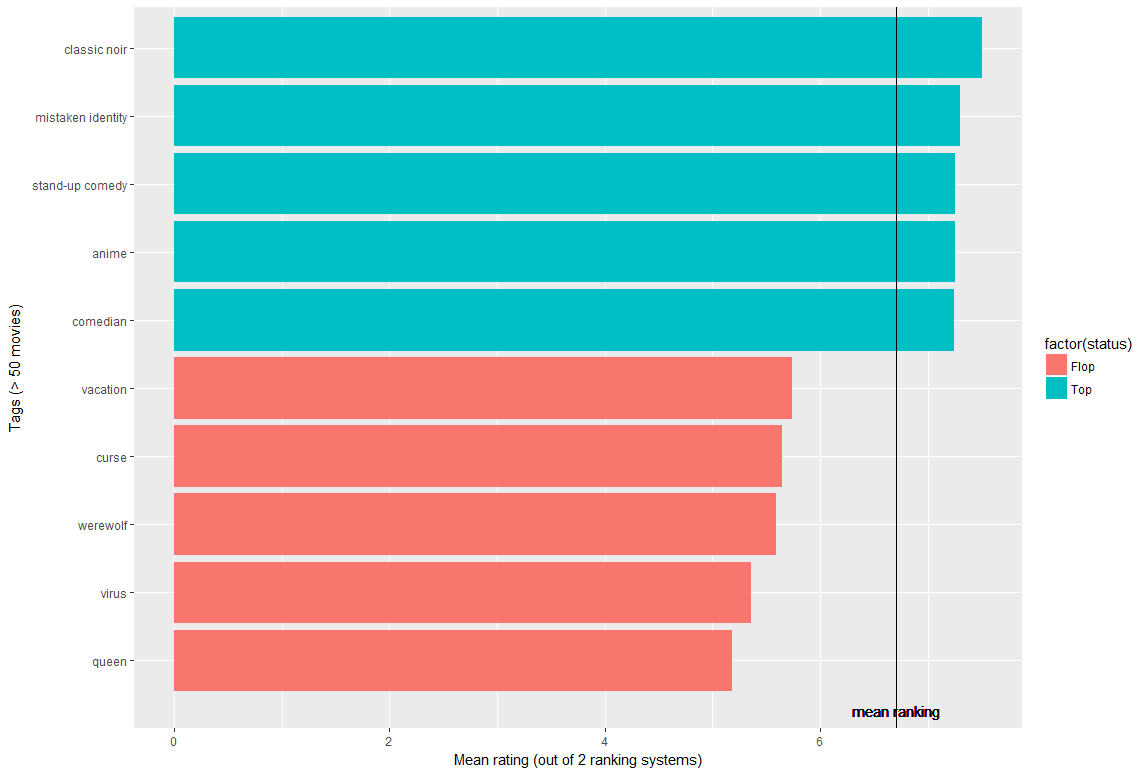 classic noir
mistaken identity
stand-up comedy
anime
comedian
vacation
curse
werewolf
virus
queen
Tags (> 50 movies)
mean ranking
0 2 4 6
Mean rating (out of 2 ranking systems)
factor(status)
Flop
Top